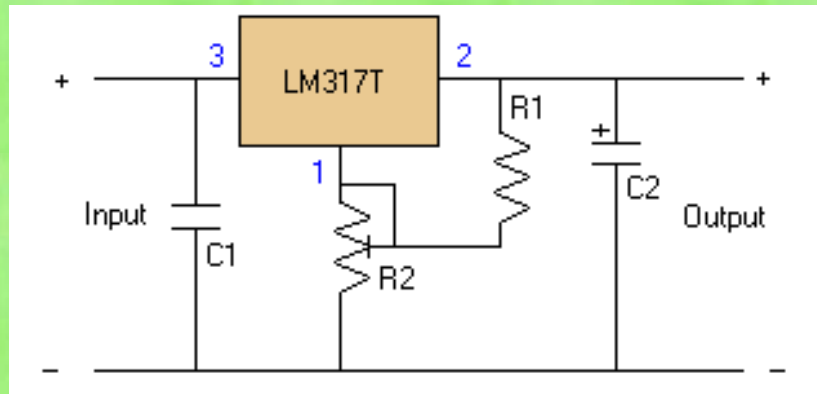 3
LM317T
2
+
+
R1
+
1
C2
Input
Output
C1
R2
–
–